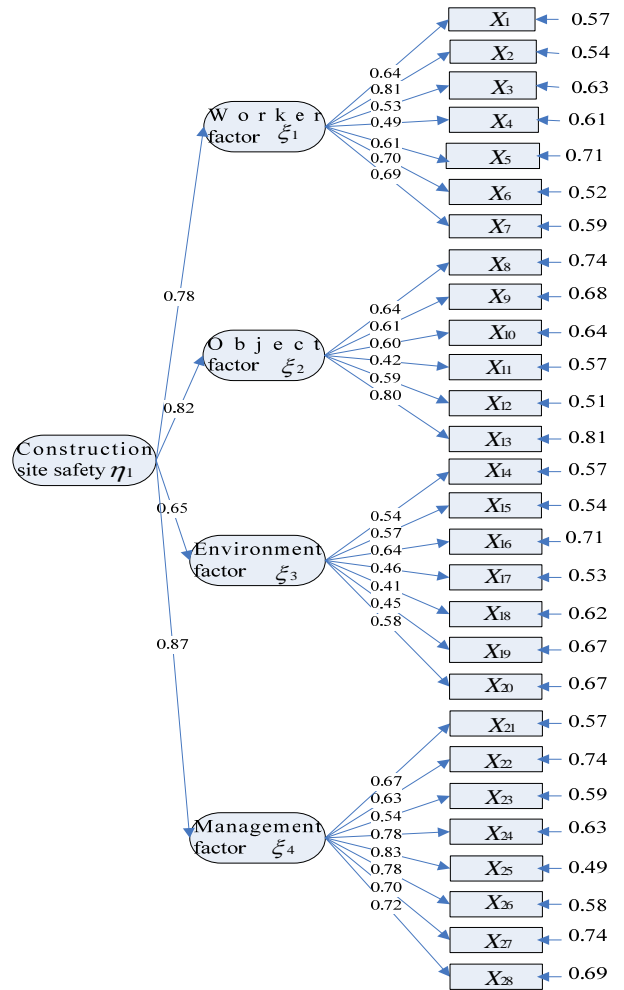 X1 0.57
X2 0.54
X3 0.63
X4 0.61
X5 0.71
X6 0.52
X7 0.59
0.64
0.81
0.53
0.49
0.61
0.70
0.69
Worker
factor ξ1
0.78
X8 0.74
X9 0.68
X10 0.64
X11 0.57
X12 0.51
X13 0.81
0.64
0.61
0.60
0.42
0.59
0.80
Object
factor ξ2
0.82
Construction
site safety η1
0.65
X14 0.57
X15 0.54
X16 0.71
X17 0.53
X18 0.62
X19 0.67
X20 0.67
0.54
0.57
0.64
0.46
0.41
0.45
0.58
Environment
factor ξ3
0.87
X21 0.57
X22 0.74
X23 0.59
X24 0.63
X25 0.49
X26 0.58
X27 0.74
X28 0.69
0.67
0.63
0.54
0.78
0.83
0.78
0.70
0.72
Management
factor ξ4